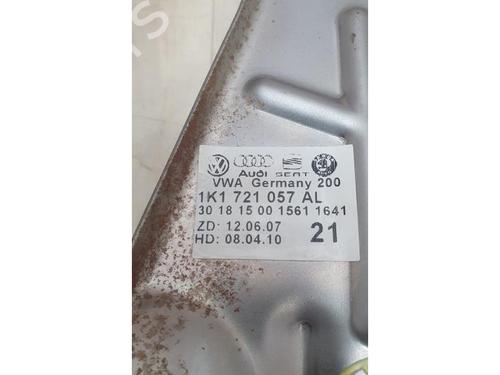 Audi SEAT
VWA Germany 200
1K1 721 057 AL
30 18 15 00 1561 1641
ZD: 12.06.07
HD: 08.04.10 21